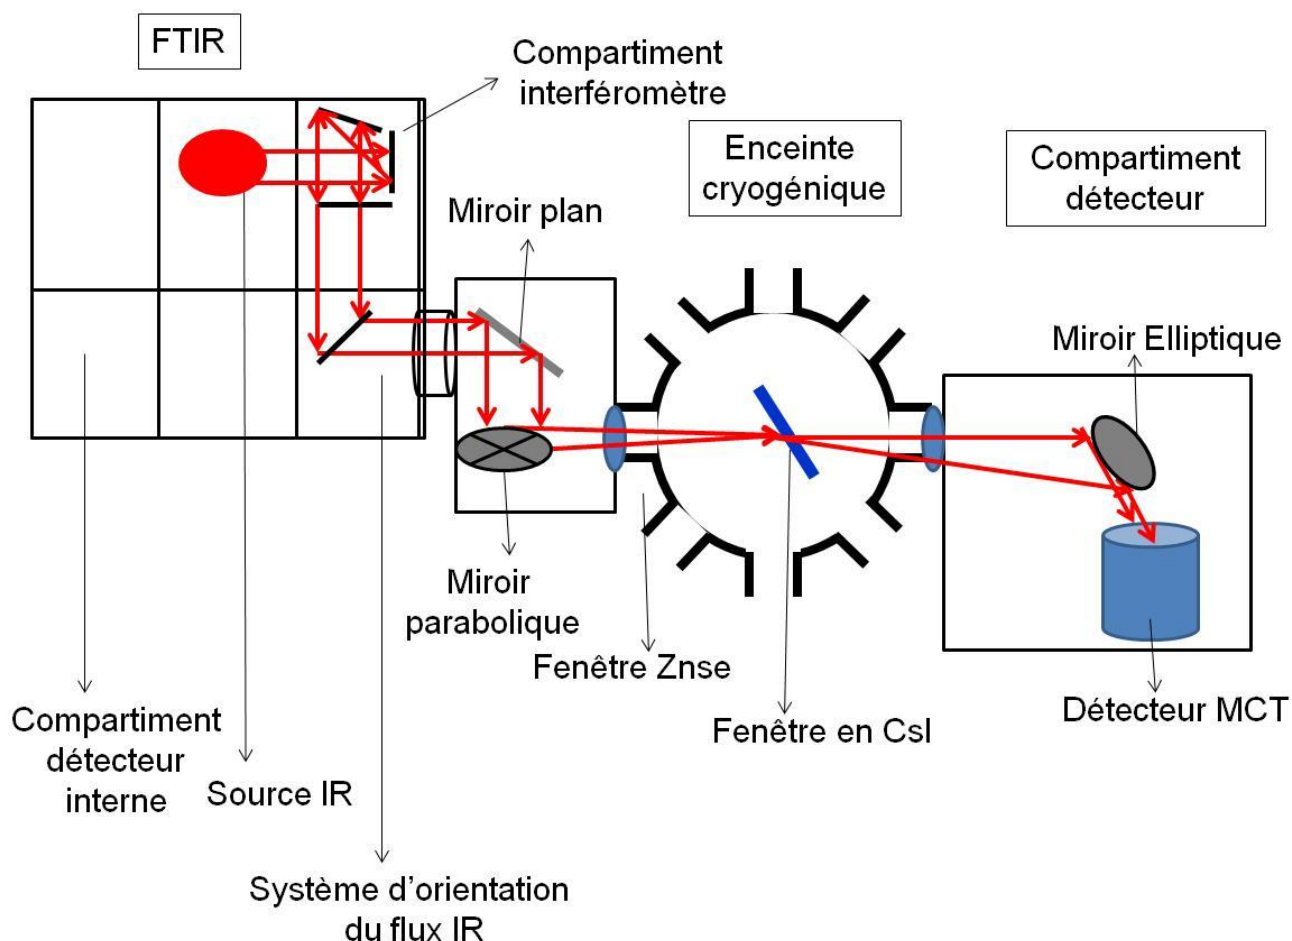 FTIR
Compartiment
interféromètre
Enceinte
cryogénique
Compartiment
détecteur
Miroir plan
Miroir Elliptique
Miroir
parabolique
Fenêtre Znse
Fenêtre en CsI
Détecteur MCT
Compartiment
détecteur
interne
Source IR
Système d’orientation
du flux IR